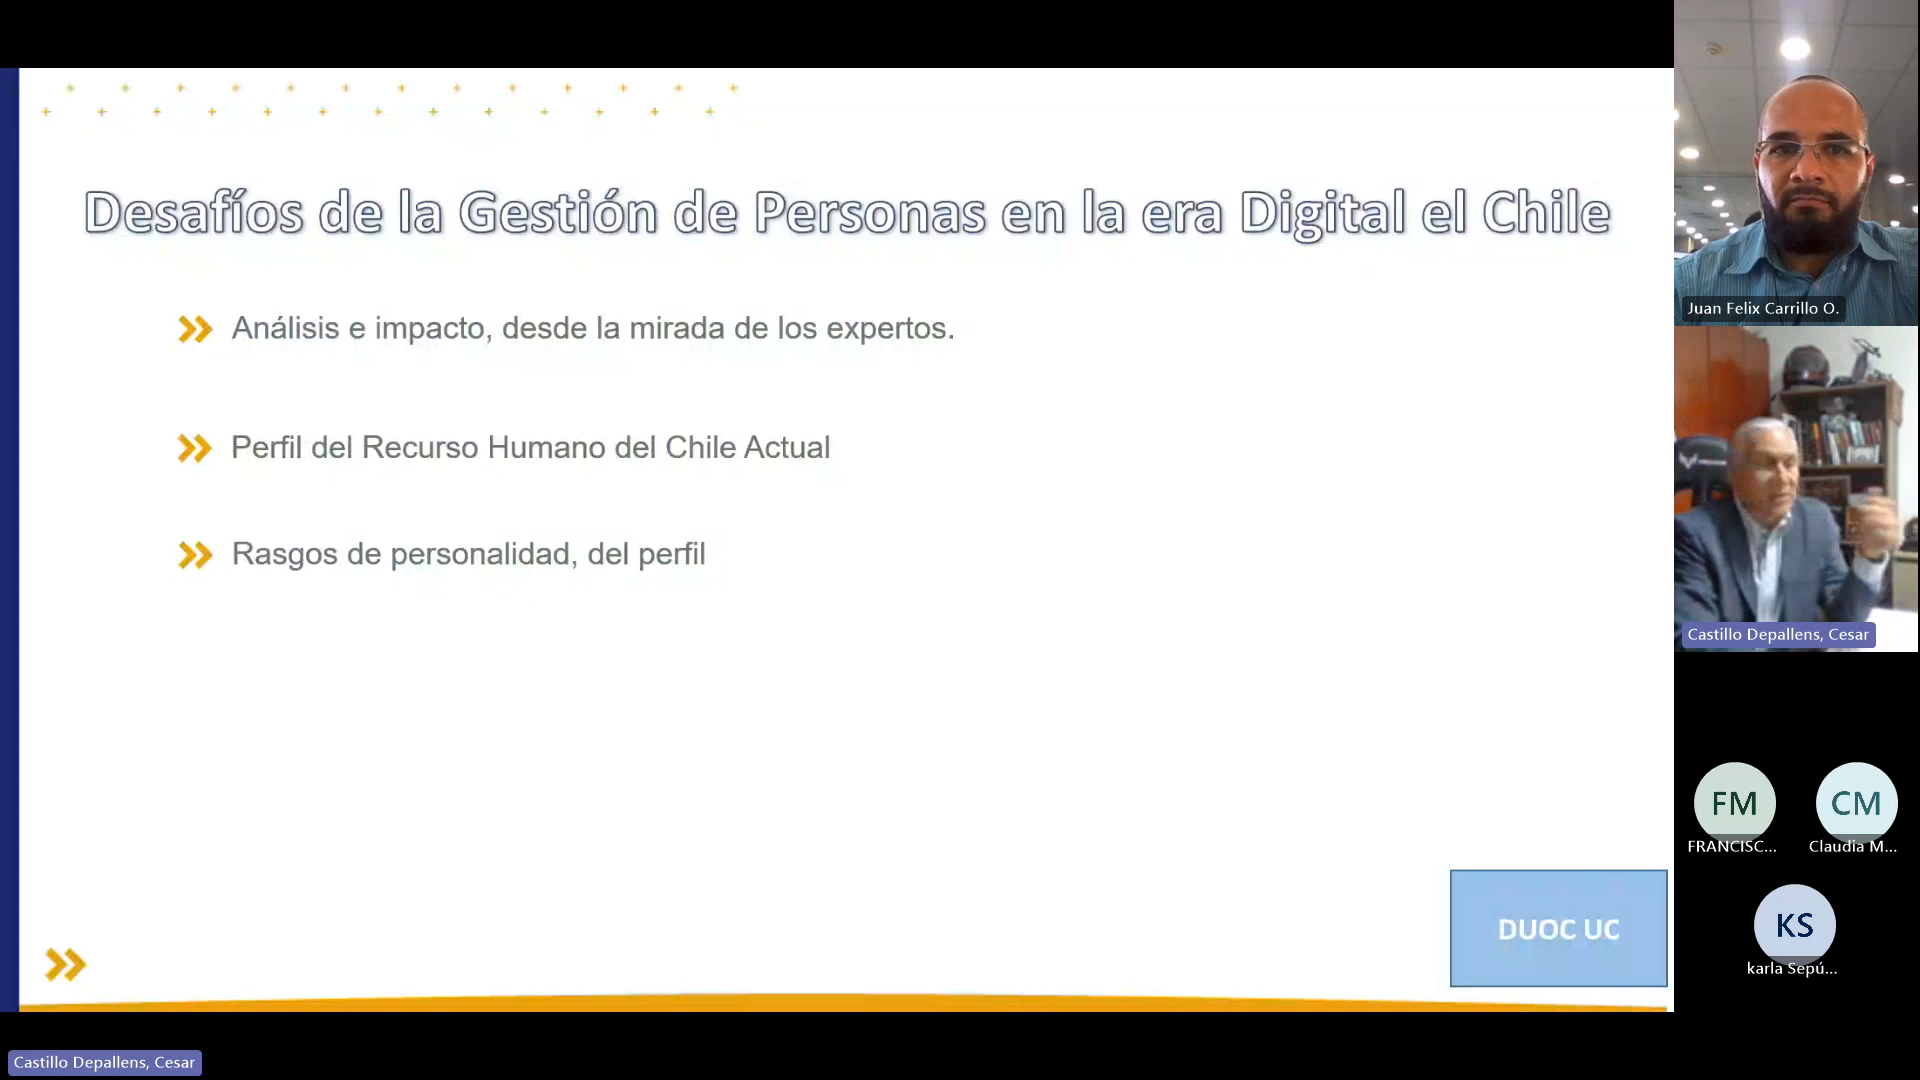 Desafíos de la Gestión de Personas en la era Digital el Chile
Análisis e impacto, desde la mirada de los expertos.
Perfil del Recurso Humano del Chile Actual
Rasgos de personalidad, del perfil
DUOC UC
Castillo Depallens, Cesar
Juan Felix Carrillo O.
Castillo Depallens, Cesar
FM
FRANCISC...
CM
Claudia M...
KS
karla Sepú...